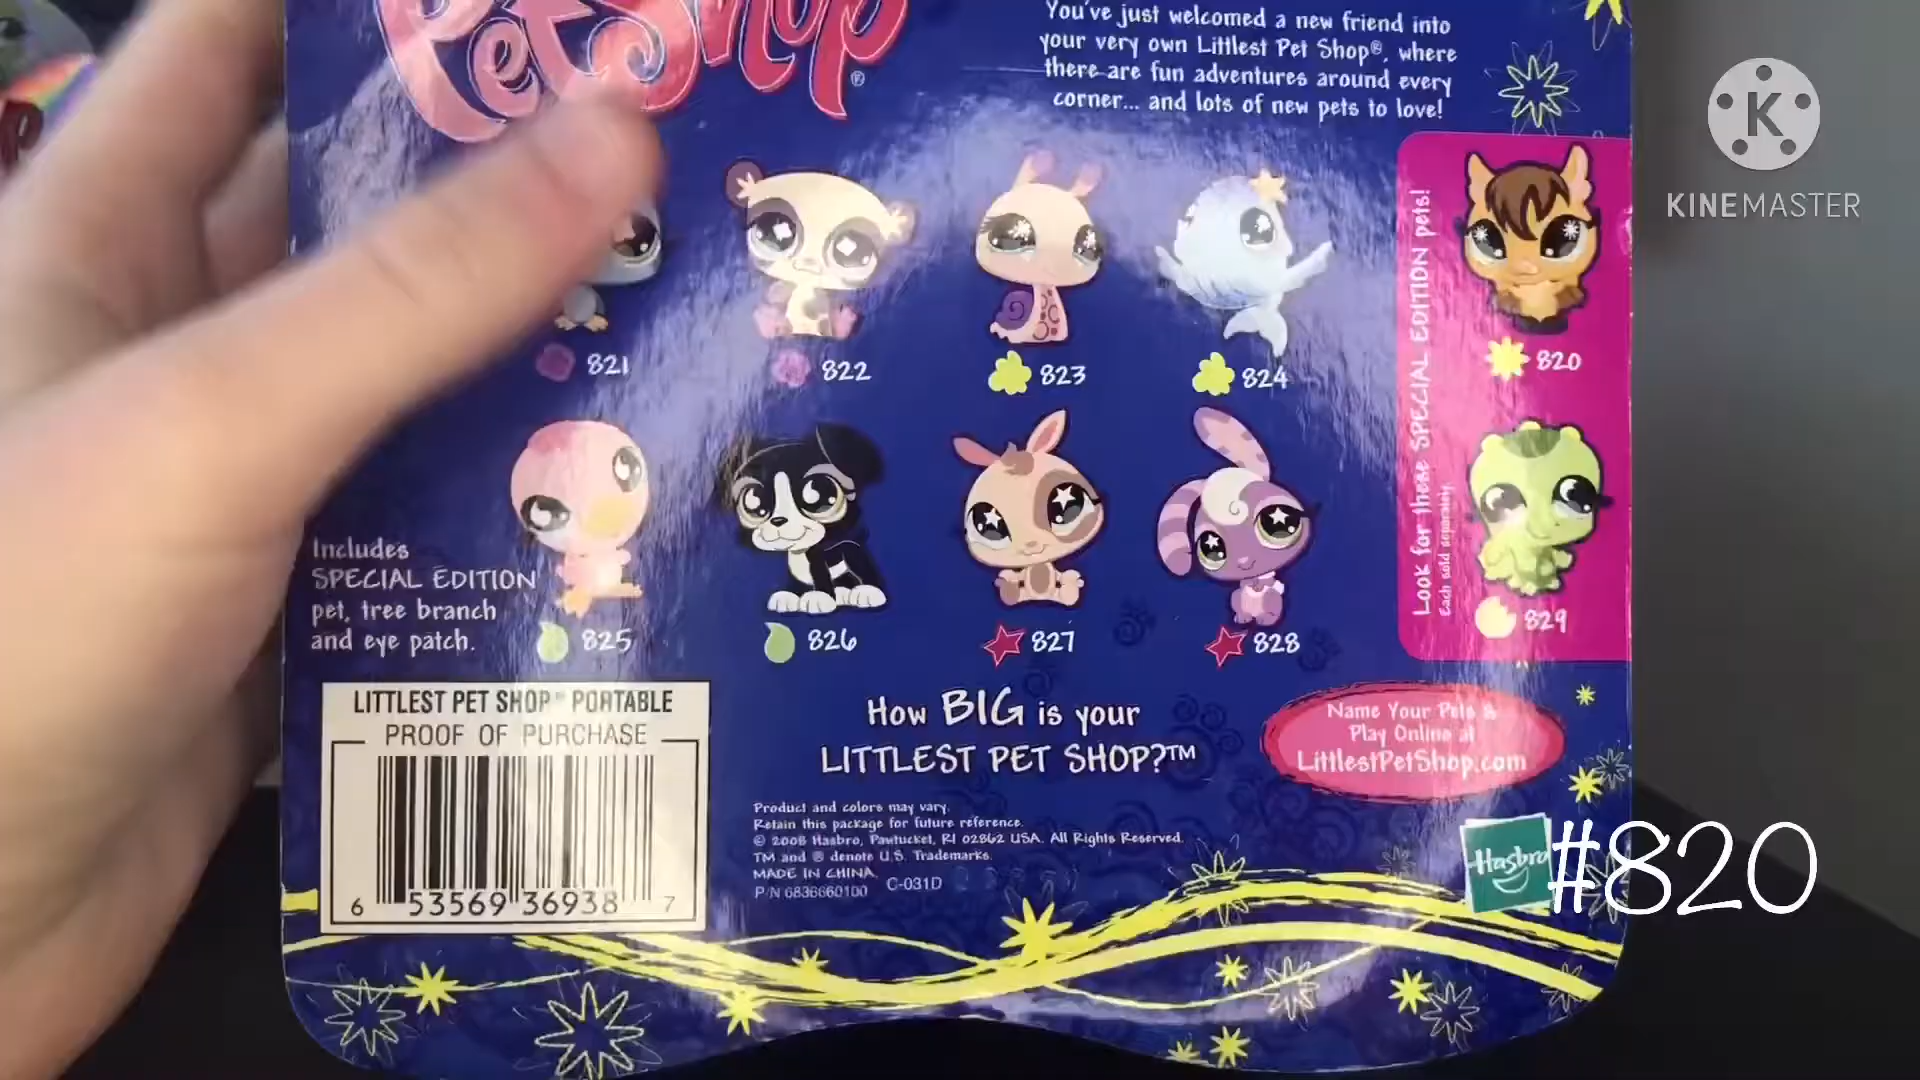 Pet Shop®
You've just welcomed a new friend into
your very own Littlest Pet Shop®, where
there are fun adventures around every
corner... and lots of new pets to love!
K
KINEMASTER
821
822
823
824
820
825
826
827
828
829
Look for these SPECIAL EDITION pets!
Each sold separately.
Includes
SPECIAL EDITION
pet, tree branch
and eye patch.
LITTLEST PET SHOP™ PORTABLE
PROOF OF PURCHASE
6 53569 36938 7
How BIG is your
LITTLEST PET SHOP?™
Name Your Pets &
Play Online at
LittlestPetShop.com
Product and colors may vary.
Retain this package for future reference.
© 2008 Hasbro, Pawtucket, RI 02862 USA. All Rights Reserved.
TM and ® denote U.S. Trademarks.
MADE IN CHINA.
P/N 6836660100 C-031D
Hasbro
#820